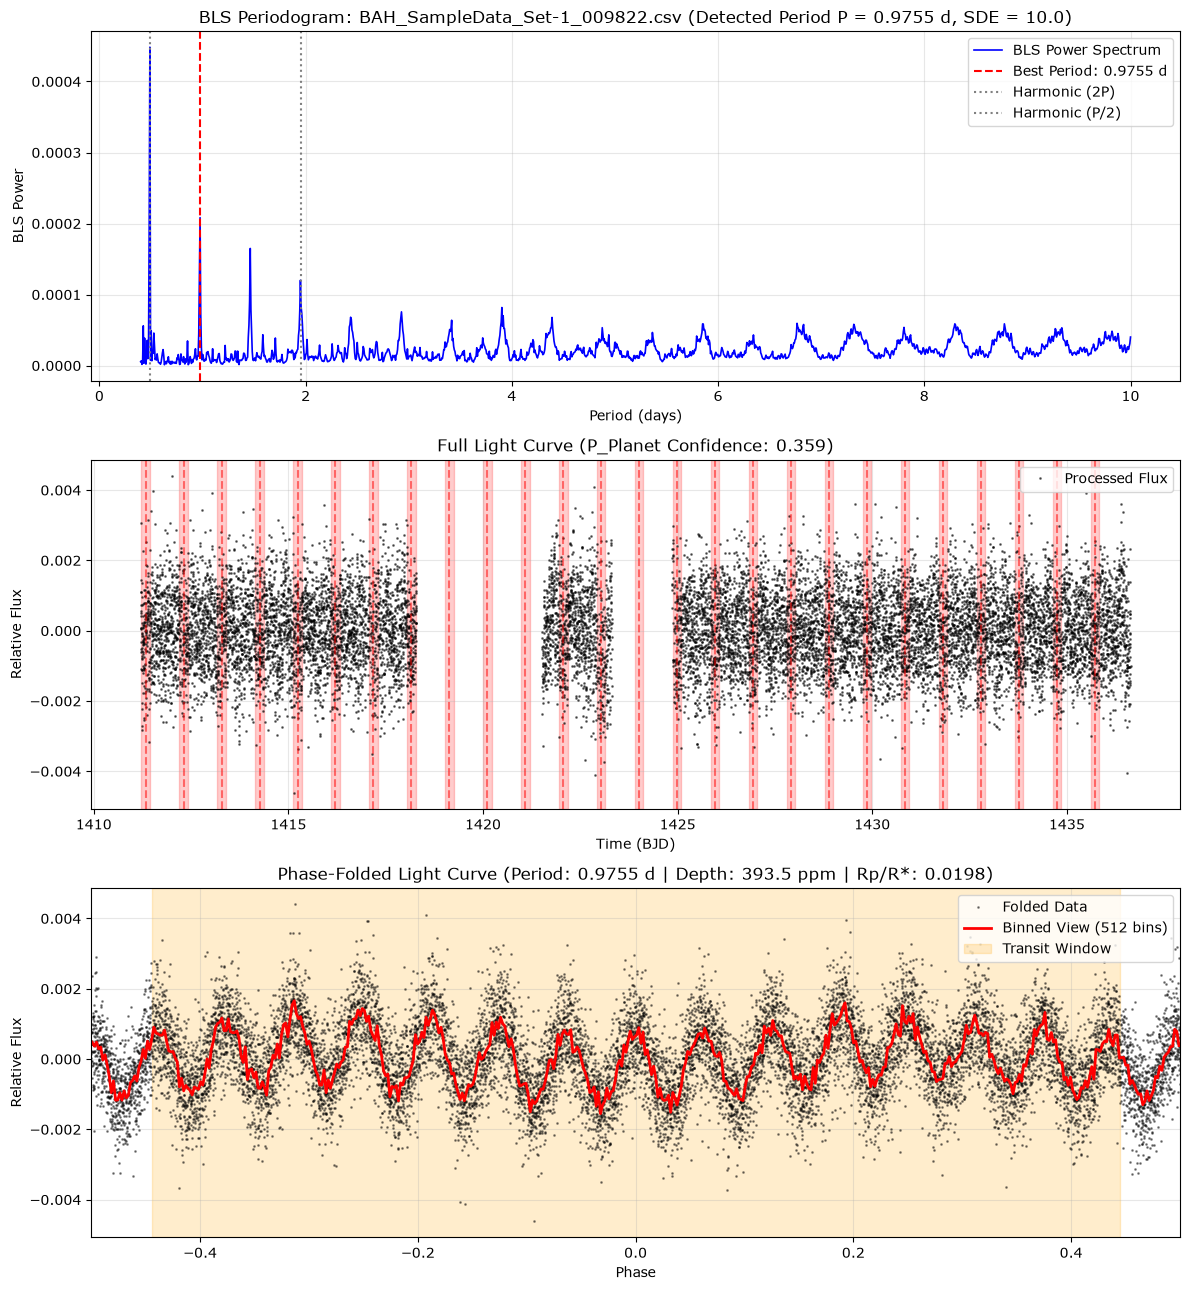 BLS Periodogram: BAH_SampleData_Set-1_009822.csv (Detected Period P = 0.9755 d, SDE = 10.0)
BLS Power Spectrum
Best Period: 0.9755 d
Harmonic (2P)
Harmonic (P/2)
BLS Power
0.0004
0.0003
0.0002
0.0001
0.0000
0 2 4 6 8 10
Period (days)
Full Light Curve (P_Planet Confidence: 0.359)
Processed Flux
Relative Flux
0.004
0.002
0.000
−0.002
−0.004
1410 1415 1420 1425 1430 1435
Time (BJD)
Phase-Folded Light Curve (Period: 0.9755 d | Depth: 393.5 ppm | Rp/R*: 0.0198)
Folded Data
Binned View (512 bins)
Transit Window
Relative Flux
0.004
0.002
0.000
−0.002
−0.004
−0.4 −0.2 0.0 0.2 0.4
Phase